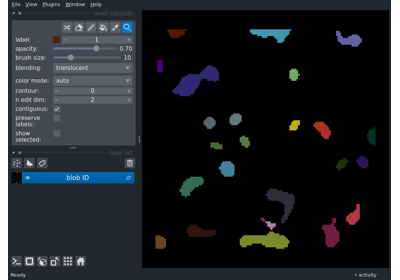 File View Plugins Window Help
layer controls
label: 1
opacity: 0.70
brush size: 10
blending: translucent
color mode: auto
contour: 0
n edit dim: 2
contiguous:
preserve
labels:
show
selected:
layer list
blob ID
Ready
activity